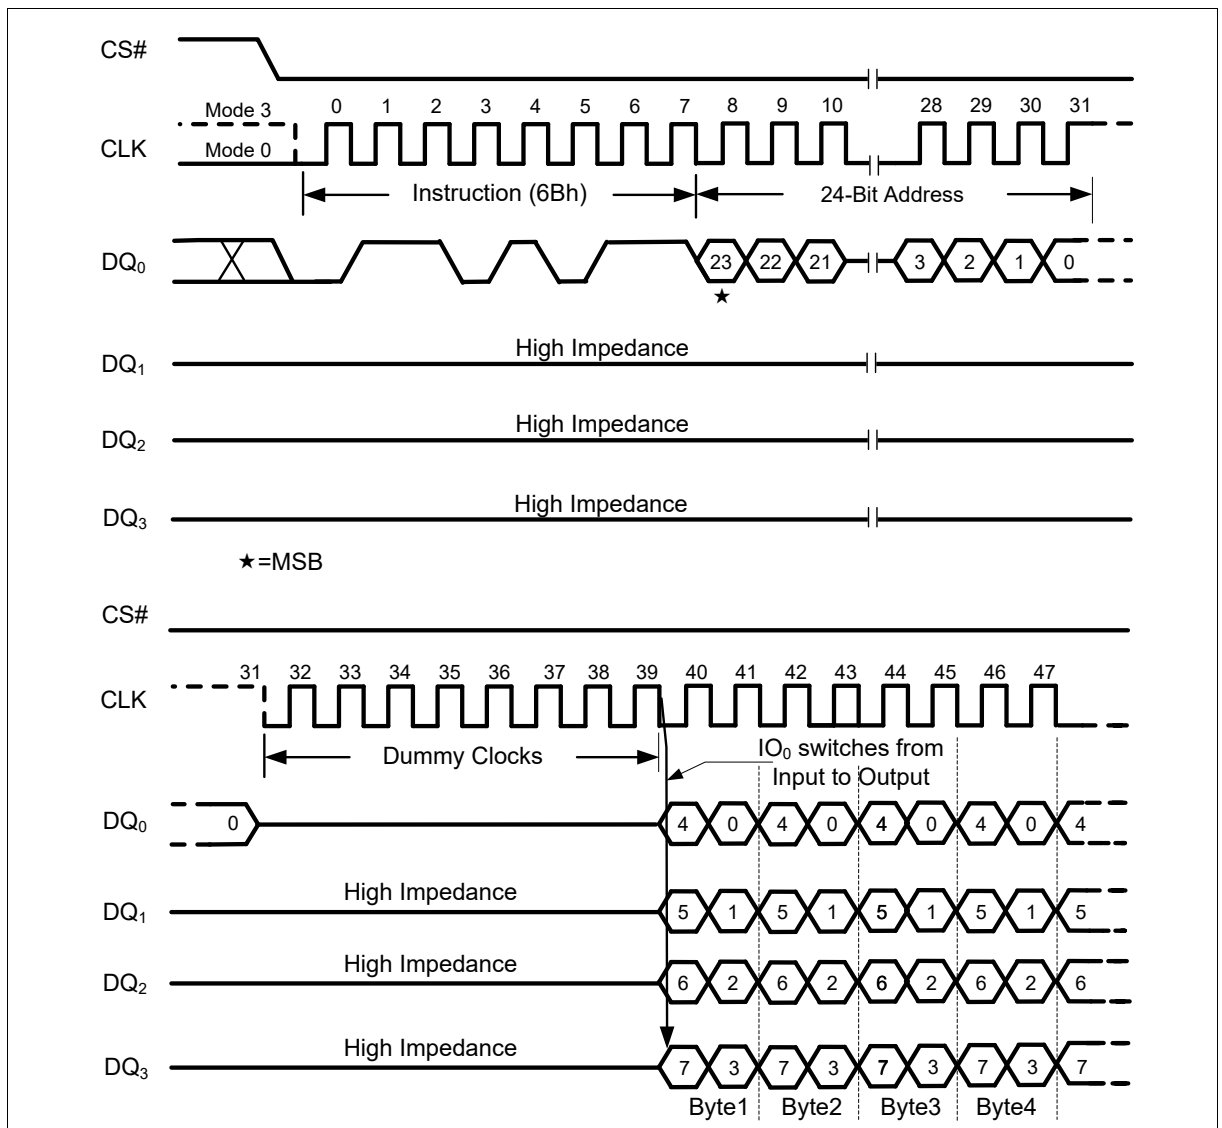 CS#
Mode 3 0 1 2 3 4 5 6 7 8 9 10 28 29 30 31
CLK Mode 0
Instruction (6Bh) 24-Bit Address
DQ0 23 22 21 3 2 1 0
★
High Impedance
DQ1
High Impedance
DQ2
High Impedance
DQ3
★=MSB
CS#
31 32 33 34 35 36 37 38 39 40 41 42 43 44 45 46 47
CLK
Dummy Clocks IO0 switches from
Input to Output
DQ0 0 4 0 4 0 4 0 4 0 4
High Impedance
DQ1 5 1 5 1 5 1 5 1 5
High Impedance
DQ2 6 2 6 2 6 2 6 2 6
High Impedance
DQ3 7 3 7 3 7 3 7 3 7
Byte1 Byte2 Byte3 Byte4